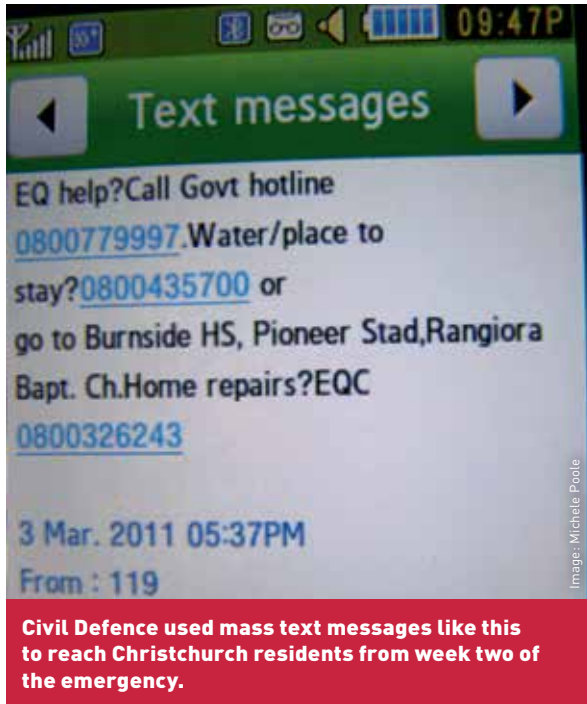 09:47P
Text messages
EQ help?Call Govt hotline
0800779997.Water/place to
stay?0800435700 or
go to Burnside HS, Pioneer Stad,Rangiora
Bapt. Ch.Home repairs?EQC
0800326243
3 Mar. 2011 05:37PM
From : 119
Image: Michele Poole
Civil Defence used mass text messages like this
to reach Christchurch residents from week two of
the emergency.